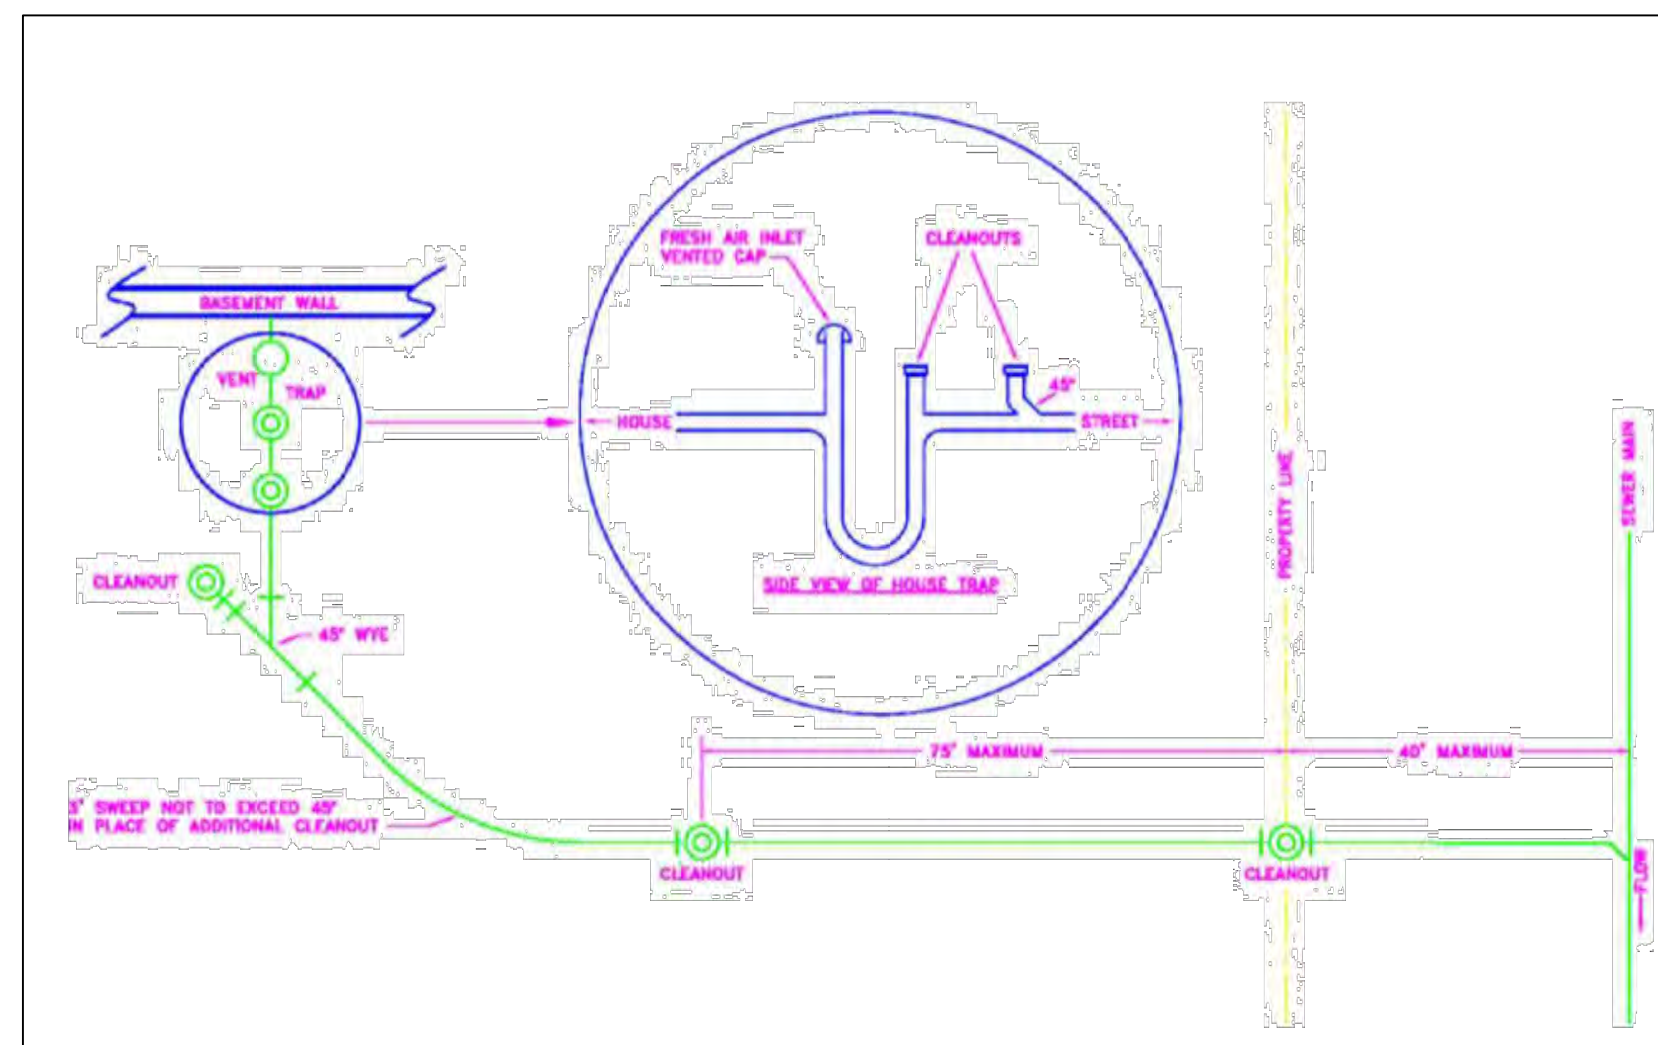 FRESH AIR INLET
VENTED CAP
CLEANOUTS
BASEMENT WALL
VENT
TRAP
45°
HOUSE
STREET
SIDE VIEW OF HOUSE TRAP
PROPERTY LINE
SEWER MAIN
CLEANOUT
45° WYE
75' MAXIMUM
40' MAXIMUM
SWEEP NOT TO EXCEED 45°
IN PLACE OF ADDITIONAL CLEANOUT
CLEANOUT
CLEANOUT
FLOW